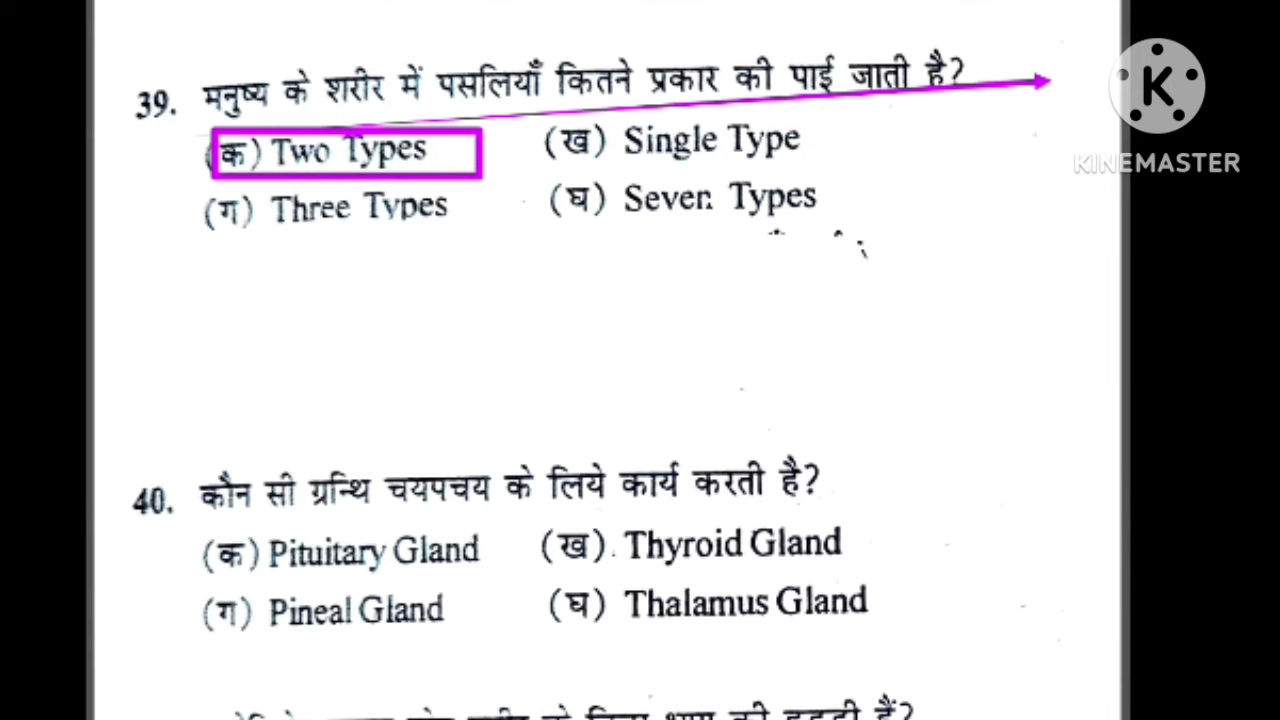 39. मनुष्य के शरीर में पसलियाँ कितने प्रकार की पाई जाती है?
(क) Two Types (ख) Single Type
(ग) Three Types (घ) Seven Types
K
KINEMASTER
40. कौन सी ग्रन्थि चयपचय के लिये कार्य करती है?
(क) Pituitary Gland (ख) Thyroid Gland
(ग) Pineal Gland (घ) Thalamus Gland
की हड्डी हैं?